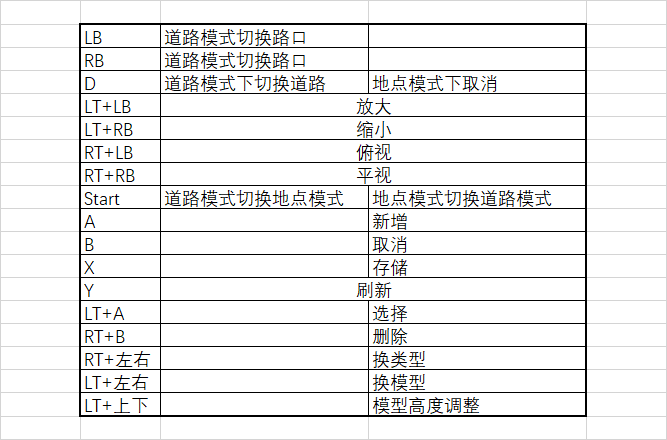 LB 道路模式切换路口
RB 道路模式切换路口
D 道路模式下切换道路 地点模式下取消
LT+LB 放大
LT+RB 缩小
RT+LB 俯视
RT+RB 平视
Start 道路模式切换地点模式 地点模式切换道路模式
A 新增
B 取消
X 存储
Y 刷新
LT+A 选择
RT+B 删除
RT+左右 换类型
LT+左右 换模型
LT+上下 模型高度调整